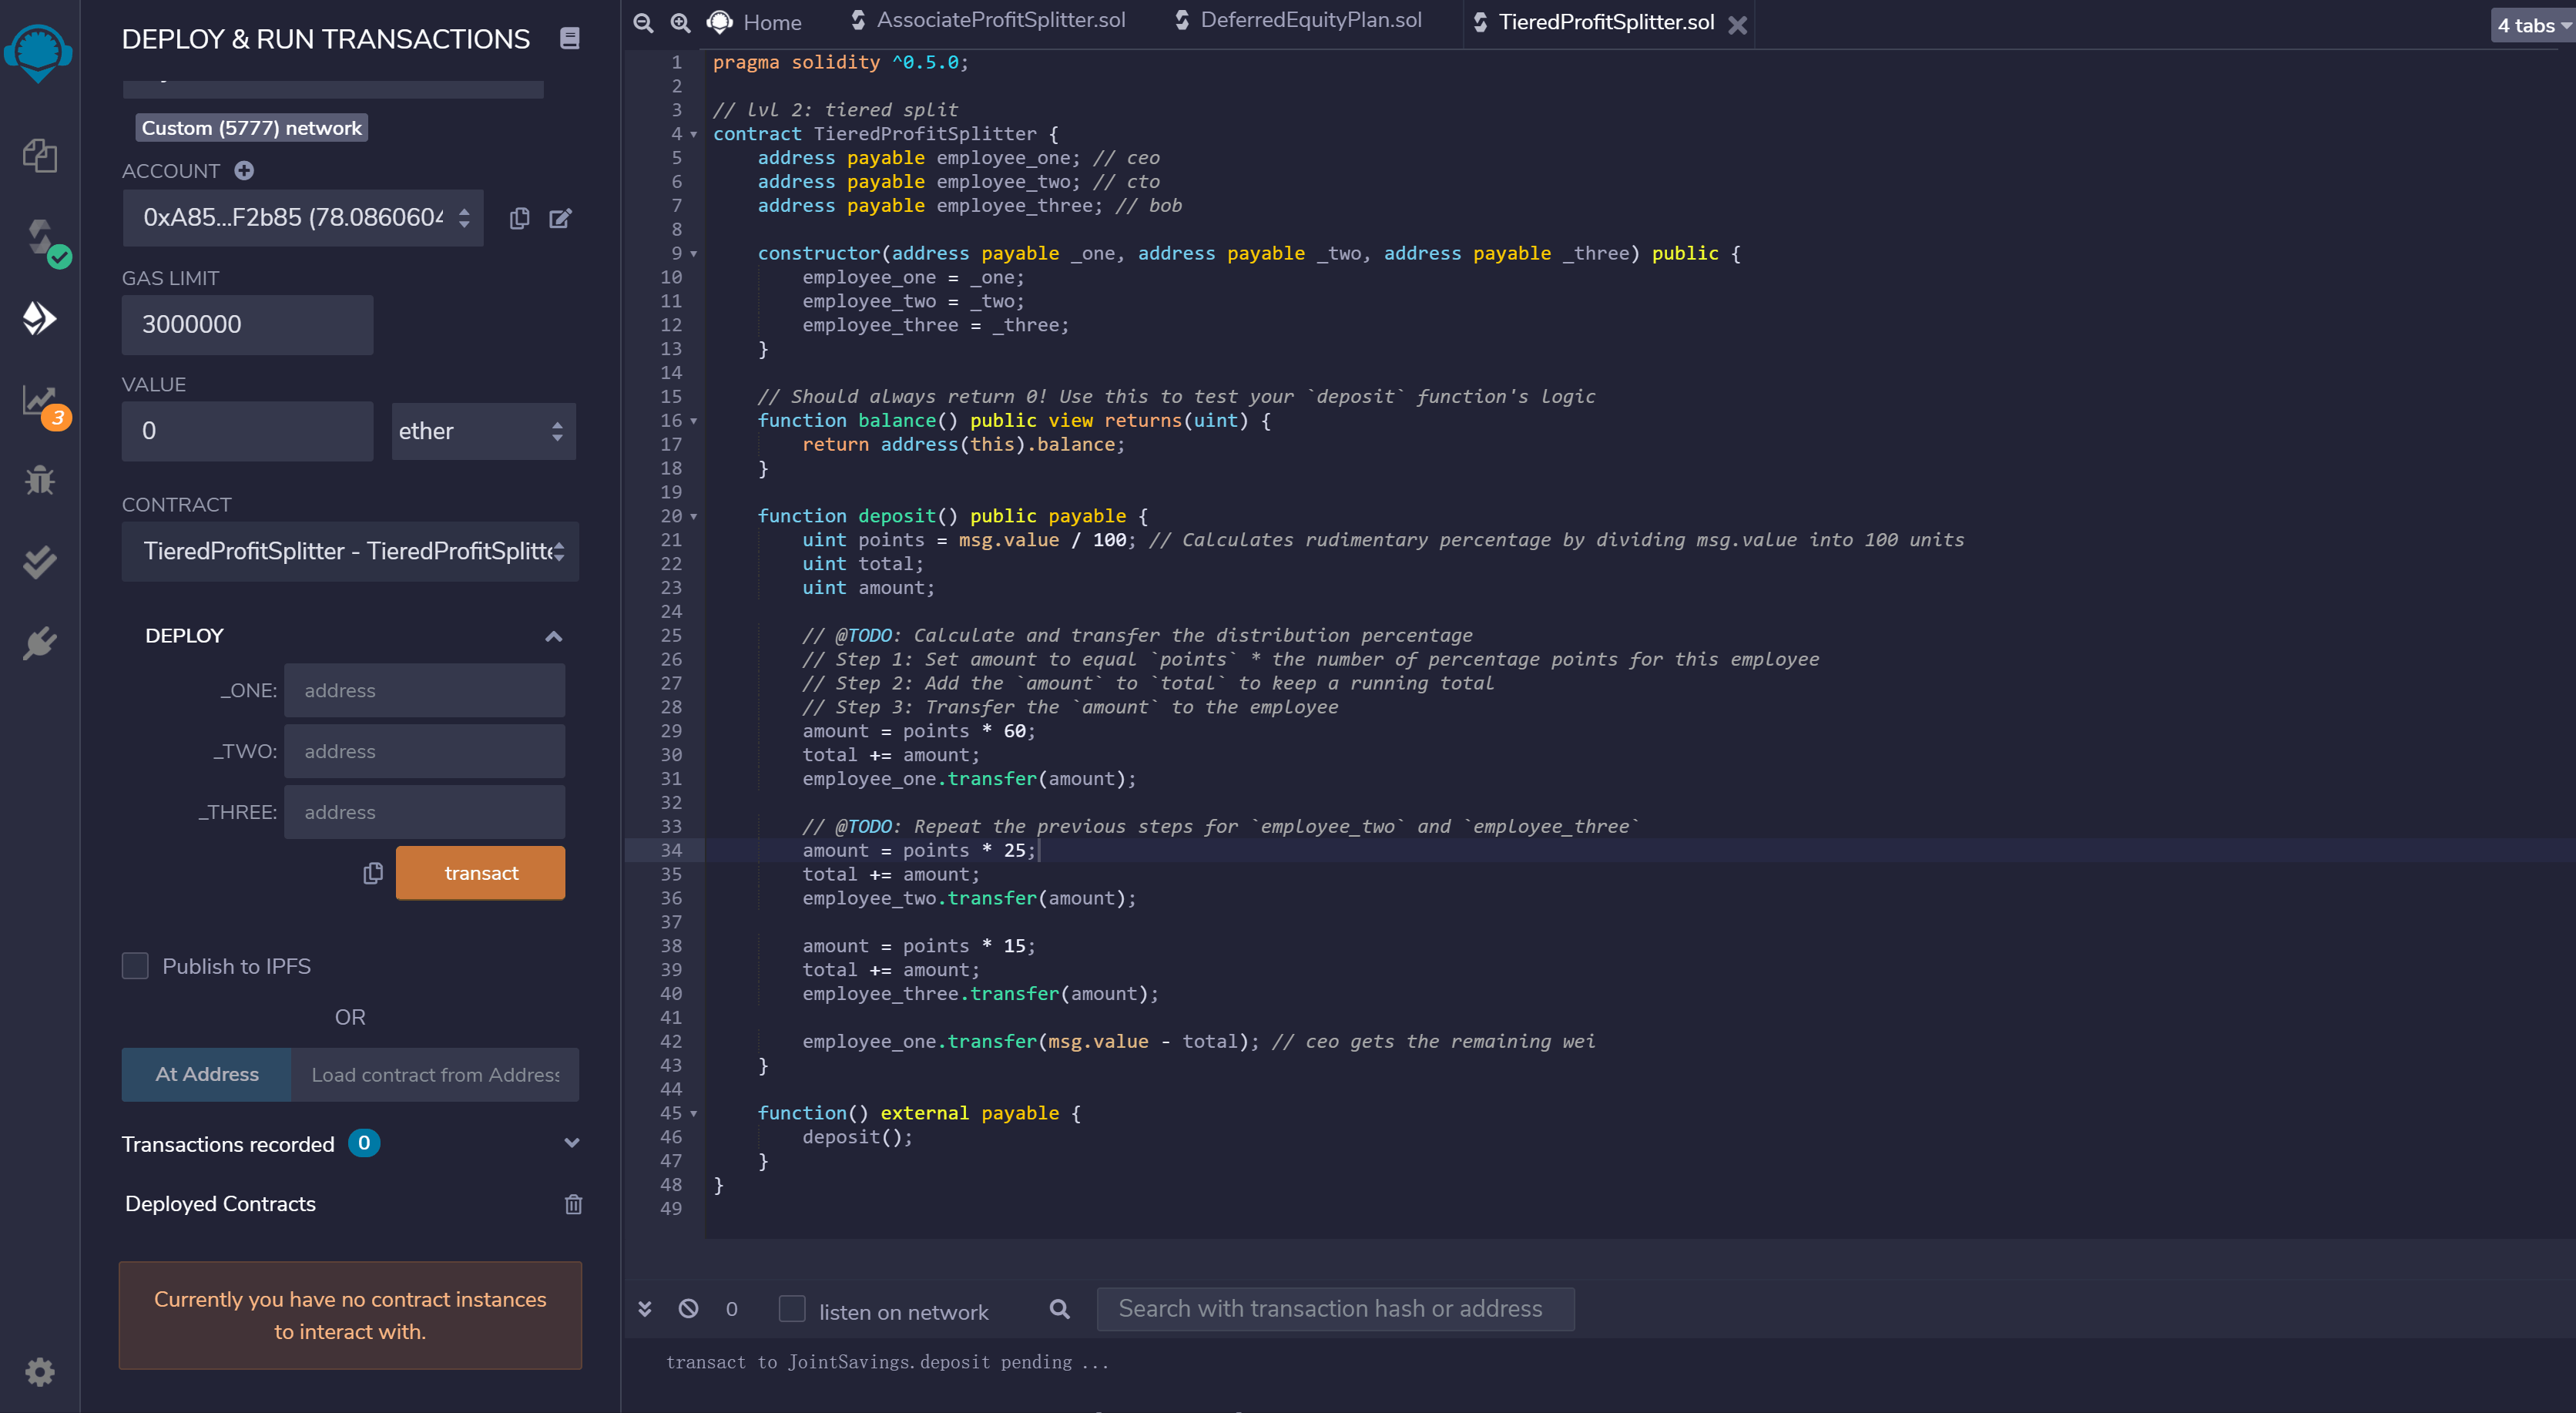 DEPLOY & RUN TRANSACTIONS
Custom (5777) network
ACCOUNT
0xA85...F2b85 (78.0860604
GAS LIMIT
3000000
VALUE
0
ether
CONTRACT
TieredProfitSplitter - TieredProfitSplitte
DEPLOY
_ONE:
address
_TWO:
address
_THREE:
address
transact
Publish to IPFS
OR
At Address
Load contract from Address
Transactions recorded 0
Deployed Contracts
Currently you have no contract instances
to interact with.
3
Home
AssociateProfitSplitter.sol
DeferredEquityPlan.sol
TieredProfitSplitter.sol
4 tabs
1 pragma solidity ^0.5.0;
2
3 // lvl 2: tiered split
4 contract TieredProfitSplitter {
5 address payable employee_one; // ceo
6 address payable employee_two; // cto
7 address payable employee_three; // bob
8
9 constructor(address payable _one, address payable _two, address payable _three) public {
10 employee_one = _one;
11 employee_two = _two;
12 employee_three = _three;
13 }
14
15 // Should always return 0! Use this to test your `deposit` function's logic
16 function balance() public view returns(uint) {
17 return address(this).balance;
18 }
19
20 function deposit() public payable {
21 uint points = msg.value / 100; // Calculates rudimentary percentage by dividing msg.value into 100 units
22 uint total;
23 uint amount;
24
25 // @TODO: Calculate and transfer the distribution percentage
26 // Step 1: Set amount to equal `points` * the number of percentage points for this employee
27 // Step 2: Add the `amount` to `total` to keep a running total
28 // Step 3: Transfer the `amount` to the employee
29 amount = points * 60;
30 total += amount;
31 employee_one.transfer(amount);
32
33 // @TODO: Repeat the previous steps for `employee_two` and `employee_three`
34 amount = points * 25;
35 total += amount;
36 employee_two.transfer(amount);
37
38 amount = points * 15;
39 total += amount;
40 employee_three.transfer(amount);
41
42 employee_one.transfer(msg.value - total); // ceo gets the remaining wei
43 }
44
45 function() external payable {
46 deposit();
47 }
48 }
49
0
listen on network
Search with transaction hash or address
transact to JointSavings.deposit pending ...